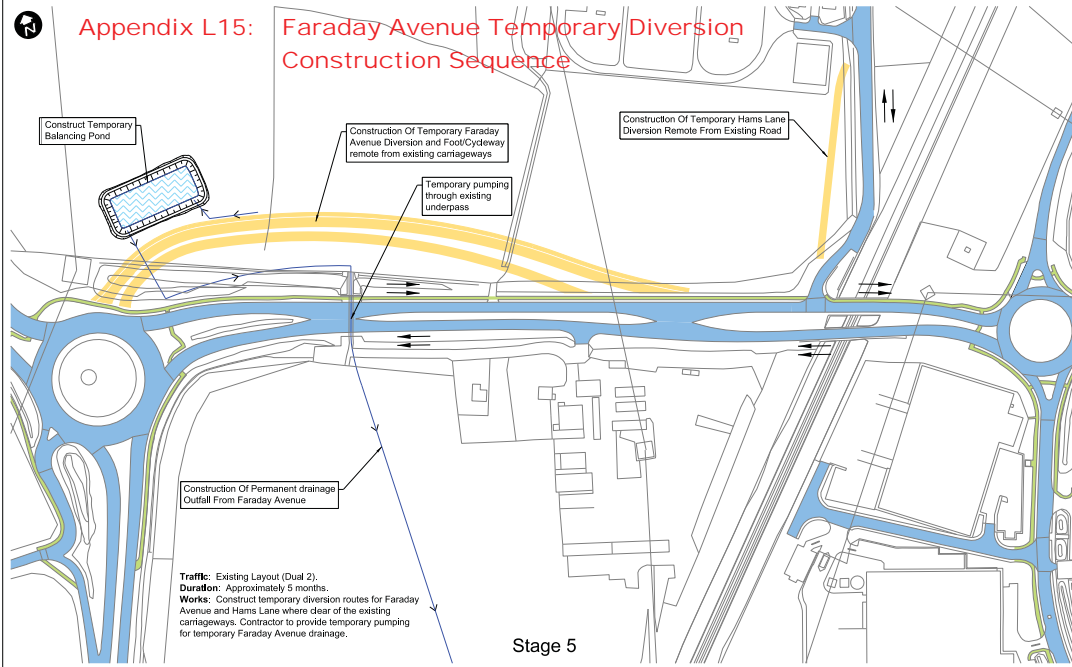 Appendix L15: Faraday Avenue Temporary Diversion
Construction Sequence
N
Construct Temporary
Balancing Pond
Construction Of Temporary Faraday
Avenue Diversion and Foot/Cycleway
remote from existing carriageways
Temporary pumping
through existing
underpass
Construction Of Temporary Hams Lane
Diversion Remote From Existing Road
Construction Of Permanent drainage
Outfall From Faraday Avenue
Traffic: Existing Layout (Dual 2).
Duration: Approximately 5 months.
Works: Construct temporary diversion routes for Faraday
Avenue and Hams Lane where clear of the existing
carriageways. Contractor to provide temporary pumping
for temporary Faraday Avenue drainage.
Stage 5